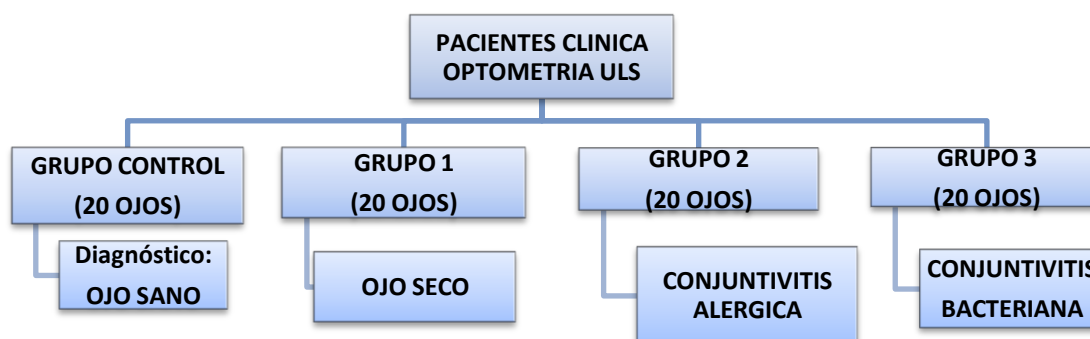 PACIENTES CLINICA
OPTOMETRIA ULS
GRUPO CONTROL
(20 OJOS)
Diagnóstico:
OJO SANO
GRUPO 1
(20 OJOS)
OJO SECO
GRUPO 2
(20 OJOS)
CONJUNTIVITIS
ALERGICA
GRUPO 3
(20 OJOS)
CONJUNTIVITIS
BACTERIANA